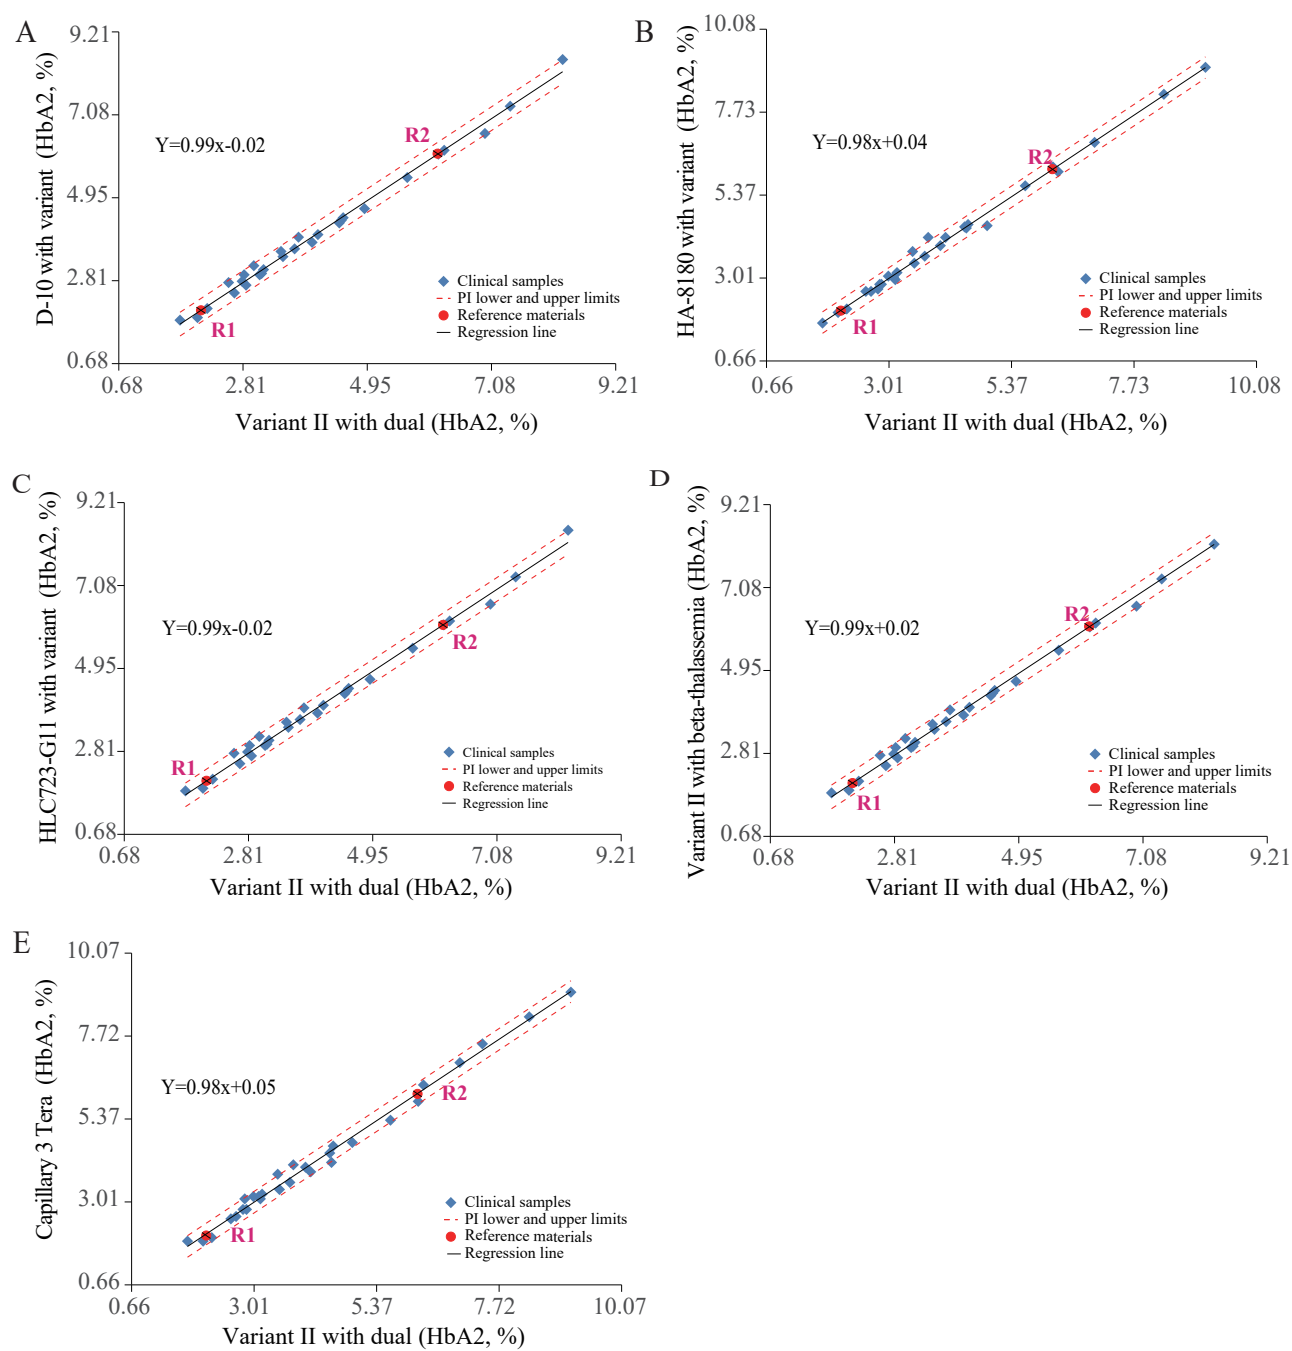 A
9.21
7.08
4.95
2.81
0.68
D-10 with variant (HbA2, %)
Y=0.99x-0.02
R2
R1
Clinical samples
PI lower and upper limits
Reference materials
Regression line
0.68 2.81 4.95 7.08 9.21
Variant II with dual (HbA2, %)
B
10.08
7.73
5.37
3.01
0.66
HA-8180 with variant (HbA2, %)
Y=0.98x+0.04
R2
R1
Clinical samples
PI lower and upper limits
Reference materials
Regression line
0.66 3.01 5.37 7.73 10.08
Variant II with dual (HbA2, %)
C
9.21
7.08
4.95
2.81
0.68
HLC723-G11 with variant (HbA2, %)
Y=0.99x-0.02
R2
R1
Clinical samples
PI lower and upper limits
Reference materials
Regression line
0.68 2.81 4.95 7.08 9.21
Variant II with dual (HbA2, %)
D
9.21
7.08
4.95
2.81
0.68
Variant II with beta-thalassemia (HbA2, %)
Y=0.99x+0.02
R2
R1
Clinical samples
PI lower and upper limits
Reference materials
Regression line
0.68 2.81 4.95 7.08 9.21
Variant II with dual (HbA2, %)
E
10.07
7.72
5.37
3.01
0.66
Capillary 3 Tera (HbA2, %)
Y=0.98x+0.05
R2
R1
Clinical samples
PI lower and upper limits
Reference materials
Regression line
0.66 3.01 5.37 7.72 10.07
Variant II with dual (HbA2, %)